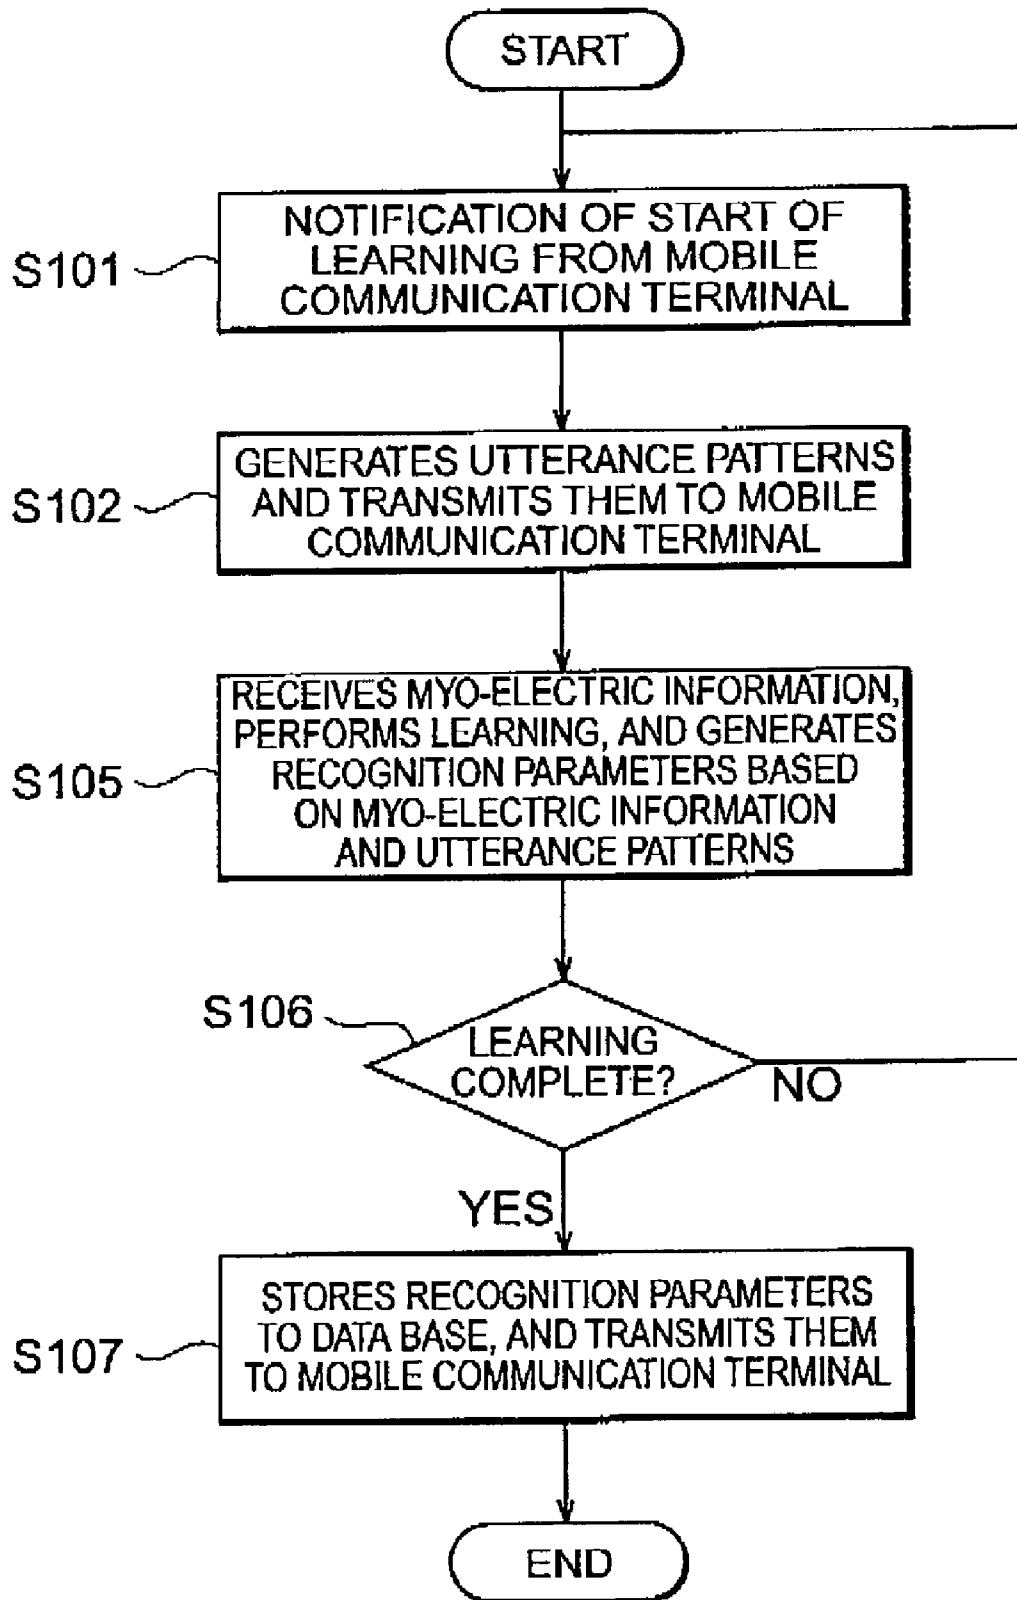 START
S101
NOTIFICATION OF START OF
LEARNING FROM MOBILE
COMMUNICATION TERMINAL
S102
GENERATES UTTERANCE PATTERNS
AND TRANSMITS THEM TO MOBILE
COMMUNICATION TERMINAL
S105
RECEIVES MYO-ELECTRIC INFORMATION,
PERFORMS LEARNING, AND GENERATES
RECOGNITION PARAMETERS BASED
ON MYO-ELECTRIC INFORMATION
AND UTTERANCE PATTERNS
S106
LEARNING
COMPLETE?
NO
YES
S107
STORES RECOGNITION PARAMETERS
TO DATA BASE, AND TRANSMITS THEM
TO MOBILE COMMUNICATION TERMINAL
END